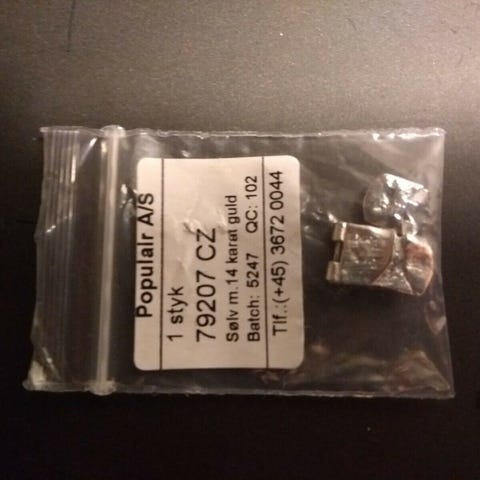 Populair A/S
1 styk
79207 CZ
Sølv m.14 karat guld
Batch: 5247 QC: 102
Tlf.:(+45) 3672 0044